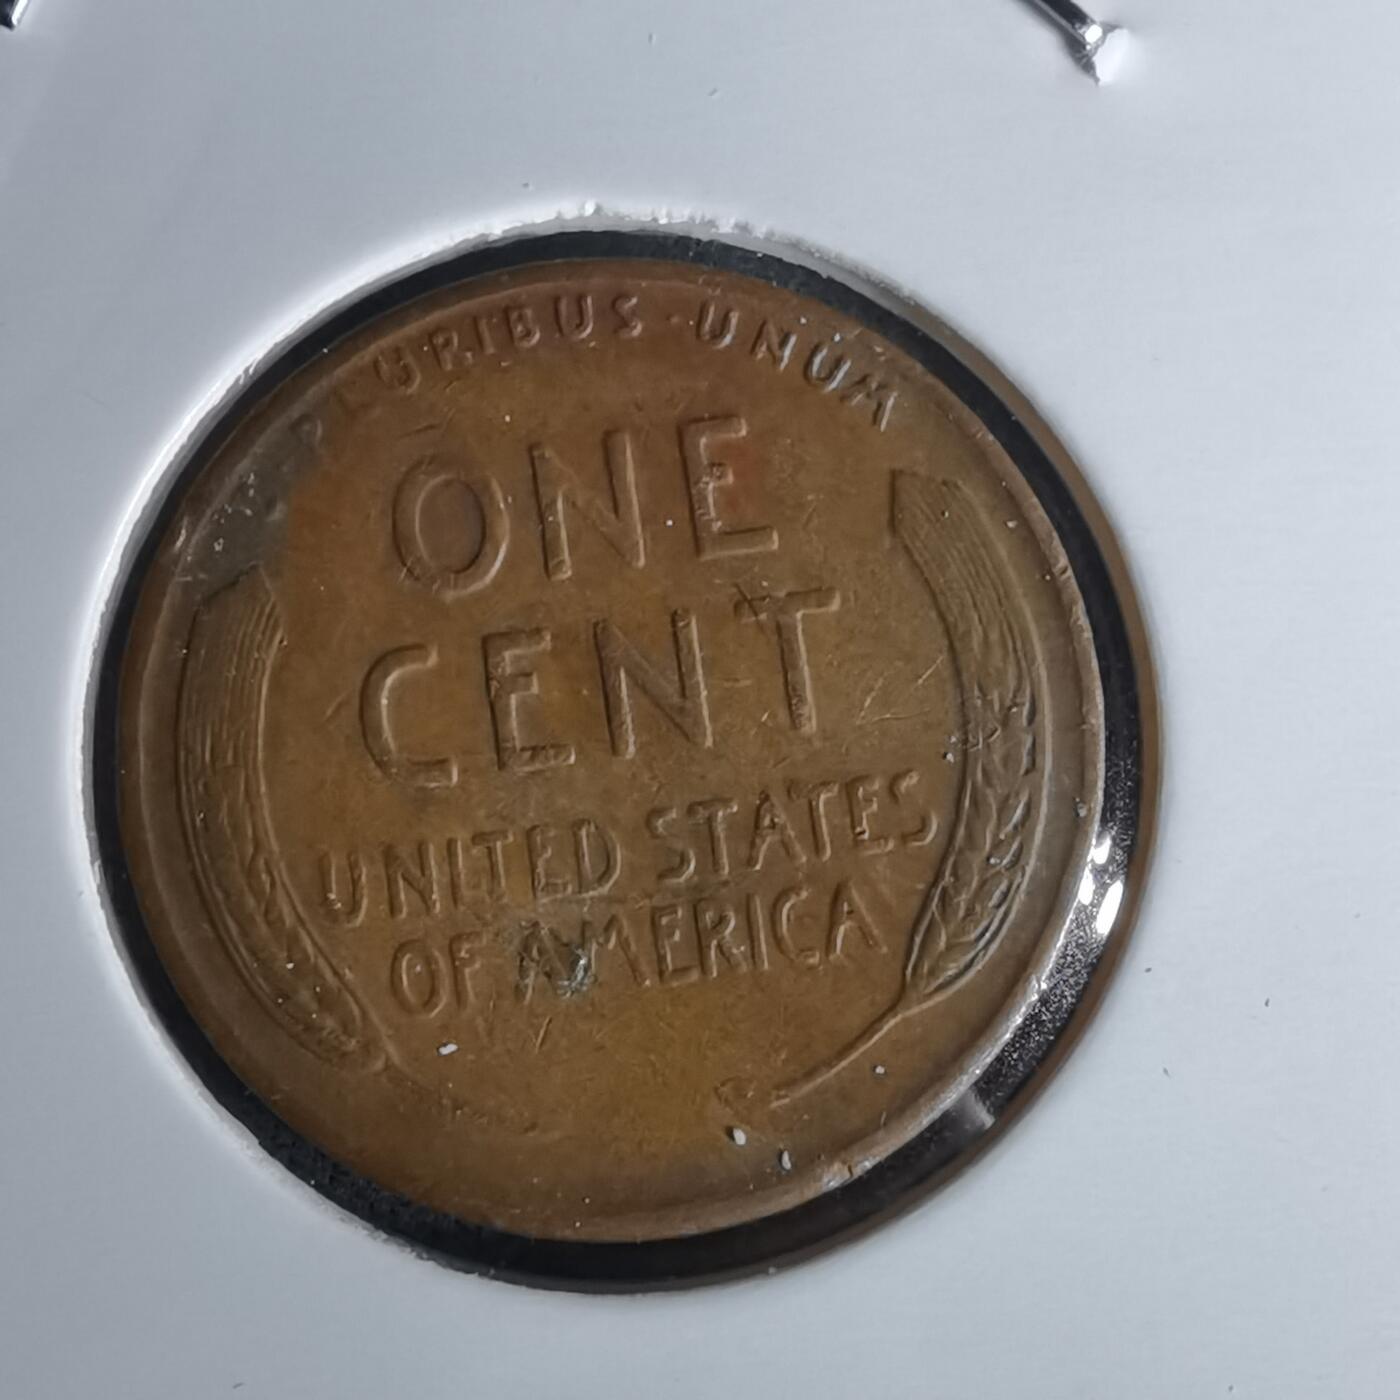 PLURIBUS · UNUM
ONE
CENT
UNITED STATES
OF AMERICA